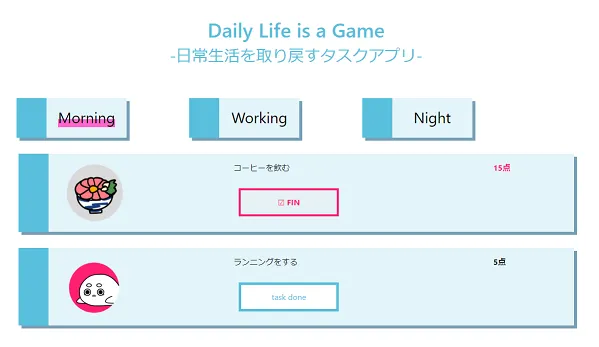 Daily Life is a Game
-日常生活を取り戻すタスクアプリ-
Morning
Working
Night
コーヒーを飲む
15点
☑ FIN
ランニングをする
5点
task done